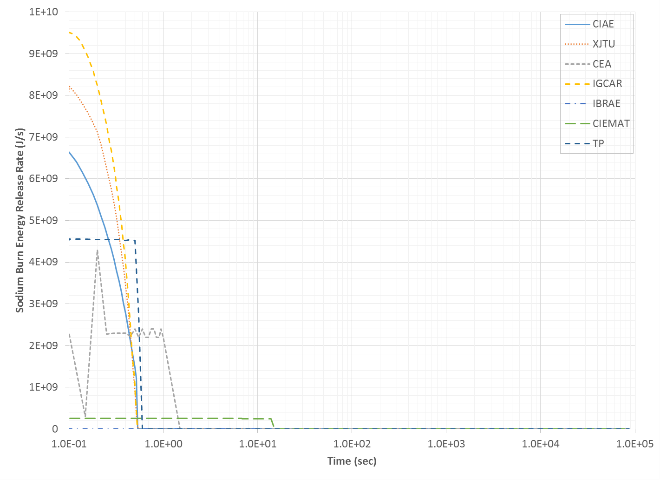 1E+10
9E+09
8E+09
7E+09
6E+09
5E+09
4E+09
3E+09
2E+09
1E+09
0
Sodium Burn Energy Release Rate (J/s)
1.0E-01 1.0E+00 1.0E+01 1.0E+02 1.0E+03 1.0E+04 1.0E+05
Time (sec)
CIAE
XJTU
CEA
IGCAR
IBRAE
CIEMAT
TP